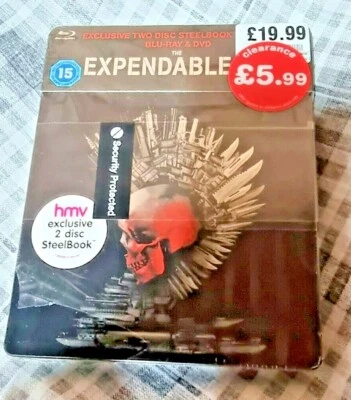 £19.99
EXCLUSIVE TWO DISC STEELBOOK
BLU-RAY & DVD
clearance
£5.99
15
THE
EXPENDABLE
Security Protected
hmv
exclusive
2 disc
SteelBook™